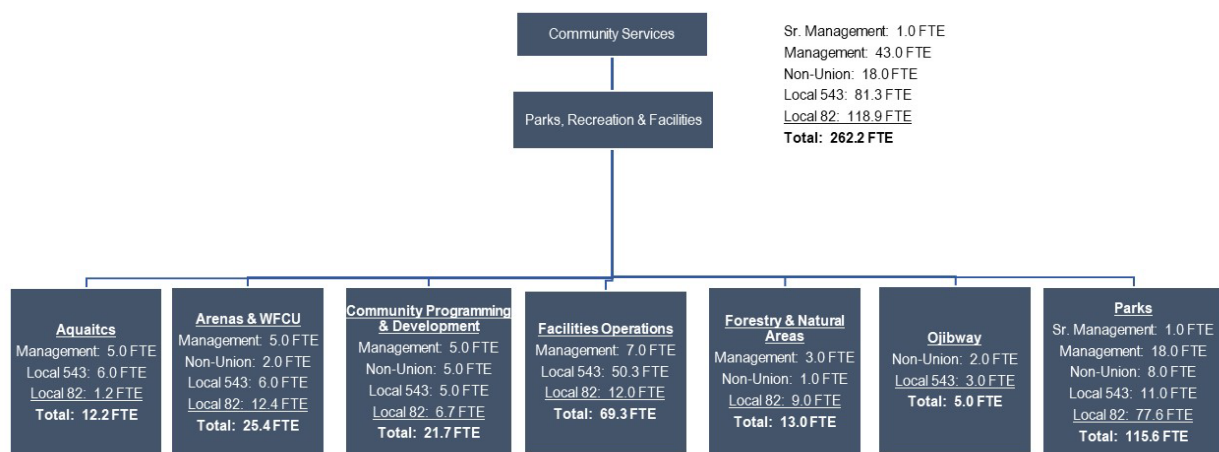 Community Services
Sr. Management: 1.0 FTE
Management: 43.0 FTE
Non-Union: 18.0 FTE
Local 543: 81.3 FTE
Local 82: 118.9 FTE
Total: 262.2 FTE
Parks, Recreation & Facilities
Aquaitcs
Management: 5.0 FTE
Local 543: 6.0 FTE
Local 82: 1.2 FTE
Total: 12.2 FTE
Arenas & WFCU
Management: 5.0 FTE
Non-Union: 2.0 FTE
Local 543: 6.0 FTE
Local 82: 12.4 FTE
Total: 25.4 FTE
Community Programming
& Development
Management: 5.0 FTE
Non-Union: 5.0 FTE
Local 543: 5.0 FTE
Local 82: 6.7 FTE
Total: 21.7 FTE
Facilities Operations
Management: 7.0 FTE
Local 543: 50.3 FTE
Local 82: 12.0 FTE
Total: 69.3 FTE
Forestry & Natural
Areas
Management: 3.0 FTE
Non-Union: 1.0 FTE
Local 82: 9.0 FTE
Total: 13.0 FTE
Ojibway
Non-Union: 2.0 FTE
Local 543: 3.0 FTE
Total: 5.0 FTE
Parks
Sr. Management: 1.0 FTE
Management: 18.0 FTE
Non-Union: 8.0 FTE
Local 543: 11.0 FTE
Local 82: 77.6 FTE
Total: 115.6 FTE